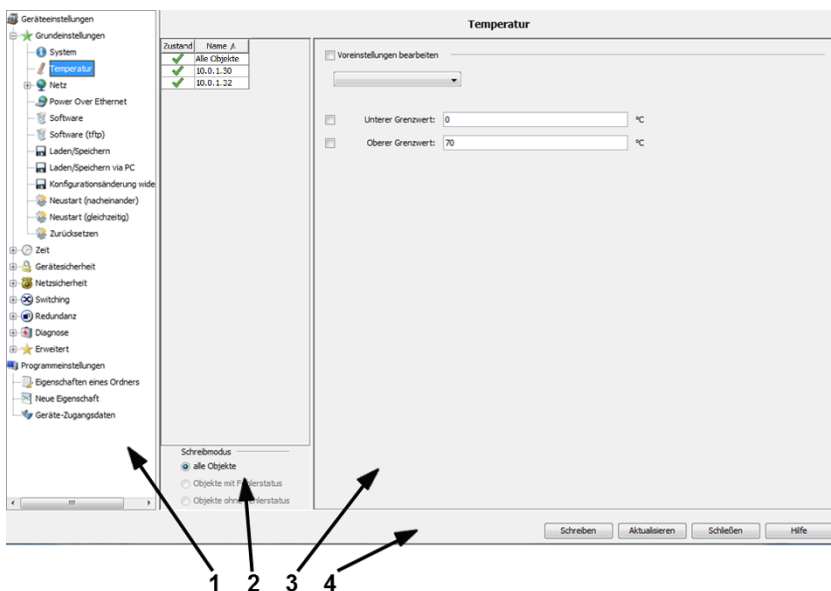 Geräteeinstellungen
Grundeinstellungen
System
Temperatur
Netz
Power Over Ethernet
Software
Software (tftp)
Laden/Speichern
Laden/Speichern via PC
Konfigurationsänderung wide
Neustart (nacheinander)
Neustart (gleichzeitig)
Zurücksetzen
Zeit
Gerätesicherheit
Netzsicherheit
Switching
Redundanz
Diagnose
Erweitert
Programmeinstellungen
Eigenschaften eines Ordners
Neue Eigenschaft
Geräte-Zugangsdaten
Zustand Name
Alle Objekte
10.0.1.30
10.0.1.32
Schreibmodus
alle Objekte
Objekte mit Fehlerstatus
Objekte ohne Fehlerstatus
Temperatur
Voreinstellungen bearbeiten
Unterer Grenzwert: 0 °C
Oberer Grenzwert: 70 °C
Schreiben Aktualisieren Schließen Hilfe
1 2 3 4